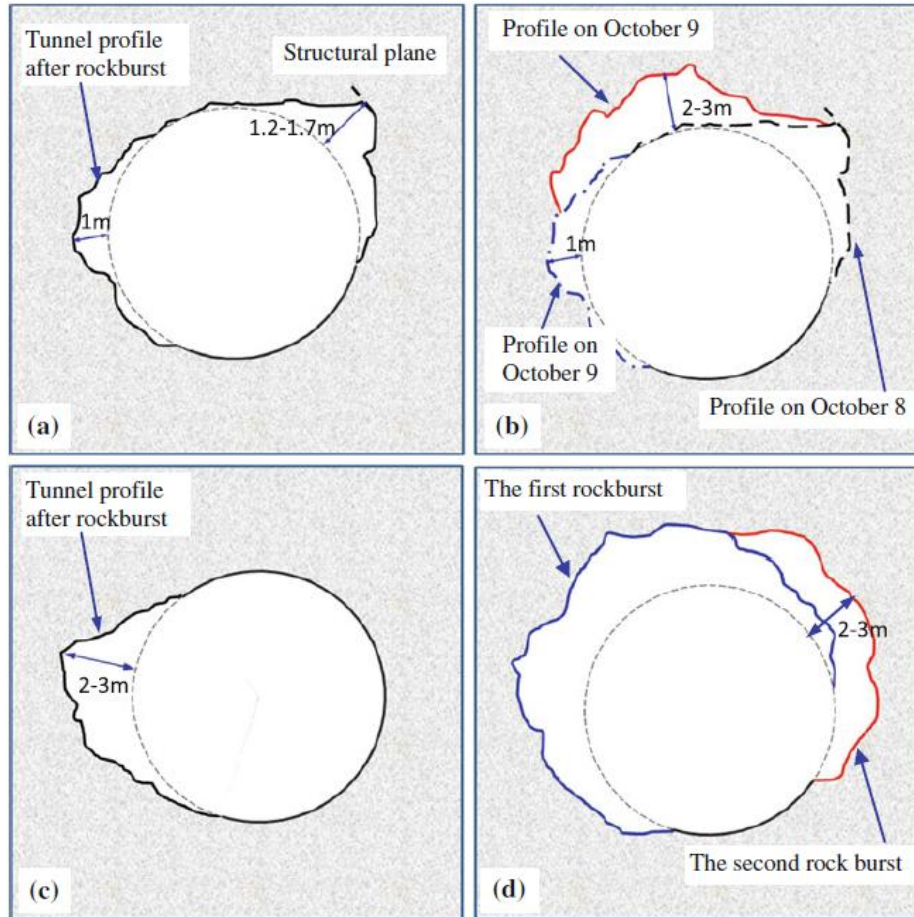 Tunnel profile
after rockburst
Structural plane
1.2-1.7m
1m
(a)
Profile on October 9
2-3m
1m
Profile on
October 9
Profile on October 8
(b)
Tunnel profile
after rockburst
2-3m
(c)
The first rockburst
2-3m
The second rock burst
(d)